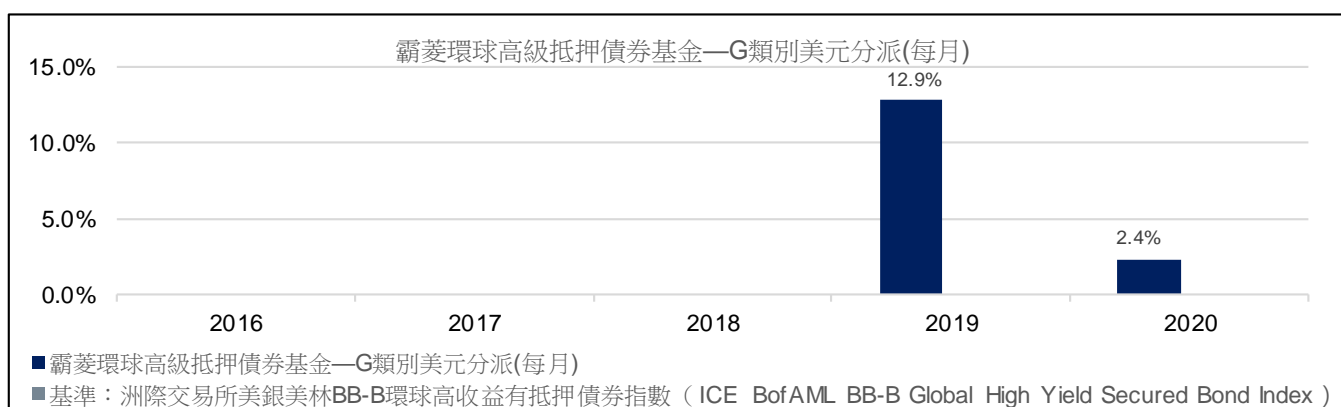 霸菱環球高級抵押債券基金—G類別美元分派(每月)
15.0%
12.9%
10.0%
5.0%
2.4%
0.0%
2016 2017 2018 2019 2020
霸菱環球高級抵押債券基金—G類別美元分派(每月)
基準：洲際交易所美銀美林BB-B環球高收益有抵押債券指數（ICE BofAML BB-B Global High Yield Secured Bond Index）